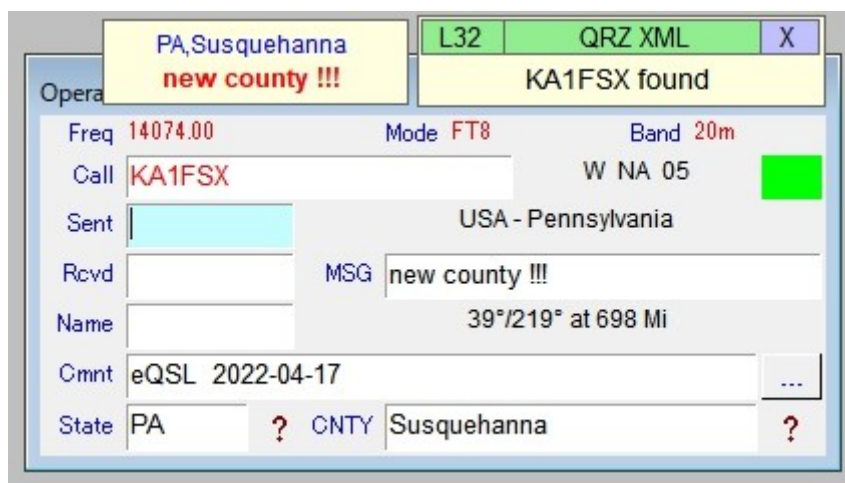 PA,Susquehanna
new county !!!
L32 QRZ XML X
KA1FSX found
Opera
Freq 14074.00 Mode FT8 Band 20m
Call KA1FSX W NA 05
Sent USA - Pennsylvania
Rcvd MSG new county !!!
Name 39°/219° at 698 Mi
Cmnt eQSL 2022-04-17 ...
State PA ? CNTY Susquehanna ?